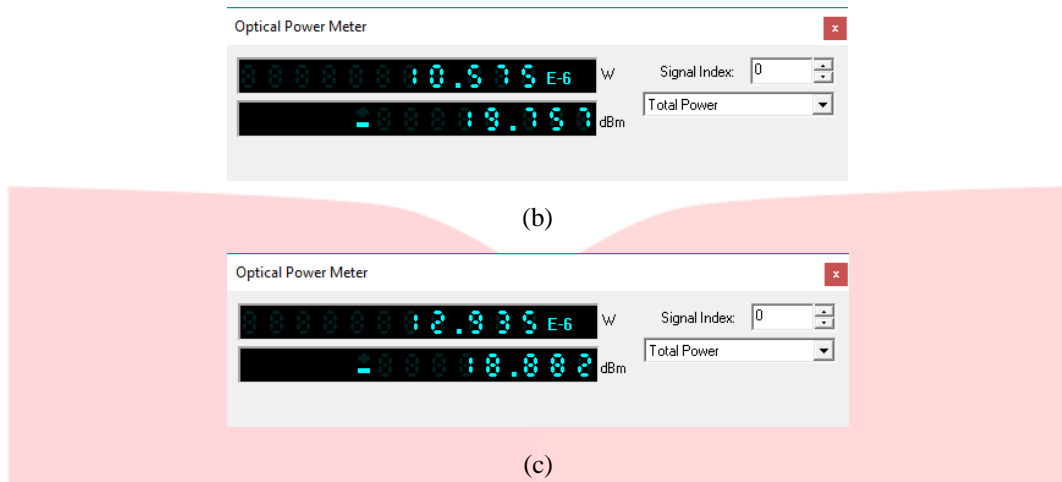 Optical Power Meter
x
10.575 E-6 W Signal Index: 0
Total Power
- 19.757 dBm
(b)
Optical Power Meter
x
12.935 E-6 W Signal Index: 0
Total Power
- 18.882 dBm
(c)